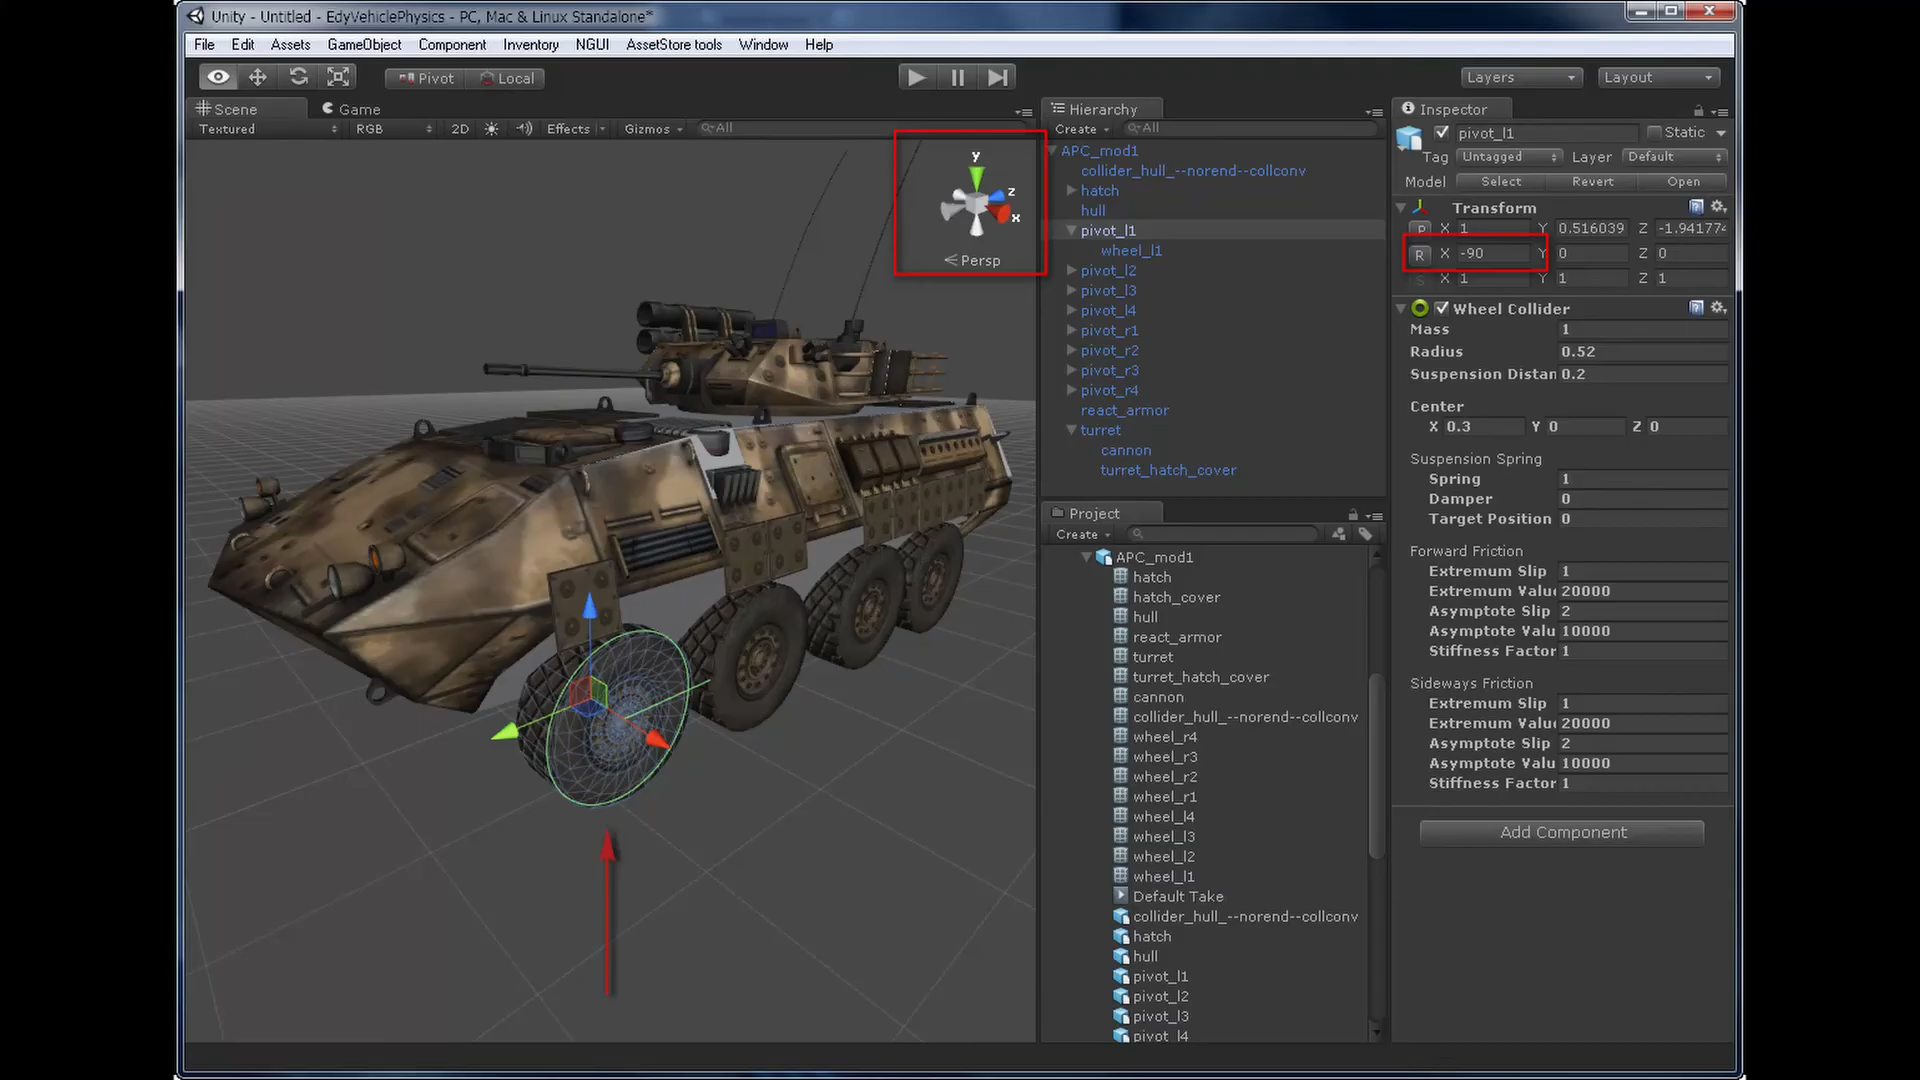 Unity - Untitled - EdyVehiclePhysics - PC, Mac & Linux Standalone*
File Edit Assets GameObject Component Inventory NGUI AssetStore tools Window Help
Pivot Local Layers Layout
Scene Game
Textured RGB 2D Effects Gizmos All
y
z
x
Persp
Hierarchy
Create All
APC_mod1
collider_hull_--norend--collconv
hatch
hull
pivot_l1
wheel_l1
pivot_l2
pivot_l3
pivot_l4
pivot_r1
pivot_r2
pivot_r3
pivot_r4
react_armor
turret
cannon
turret_hatch_cover
Project
Create
APC_mod1
hatch
hatch_cover
hull
react_armor
turret
turret_hatch_cover
cannon
collider_hull_--norend--collconv
wheel_r4
wheel_r3
wheel_r2
wheel_r1
wheel_l4
wheel_l3
wheel_l2
wheel_l1
Default Take
collider_hull_--norend--collconv
hatch
hull
pivot_l1
pivot_l2
pivot_l3
pivot_l4
Inspector
pivot_l1 Static
Tag Untagged Layer Default
Model Select Revert Open
Transform
P X 1 Y 0.516039 Z -1.941774
R X -90 Y 0 Z 0
S X 1 Y 1 Z 1
Wheel Collider
Mass 1
Radius 0.52
Suspension Distan 0.2
Center
X 0.3 Y 0 Z 0
Suspension Spring
Spring 1
Damper 0
Target Position 0
Forward Friction
Extremum Slip 1
Extremum Valu 20000
Asymptote Slip 2
Asymptote Valu 10000
Stiffness Factor 1
Sideways Friction
Extremum Slip 1
Extremum Valu 20000
Asymptote Slip 2
Asymptote Valu 10000
Stiffness Factor 1
Add Component